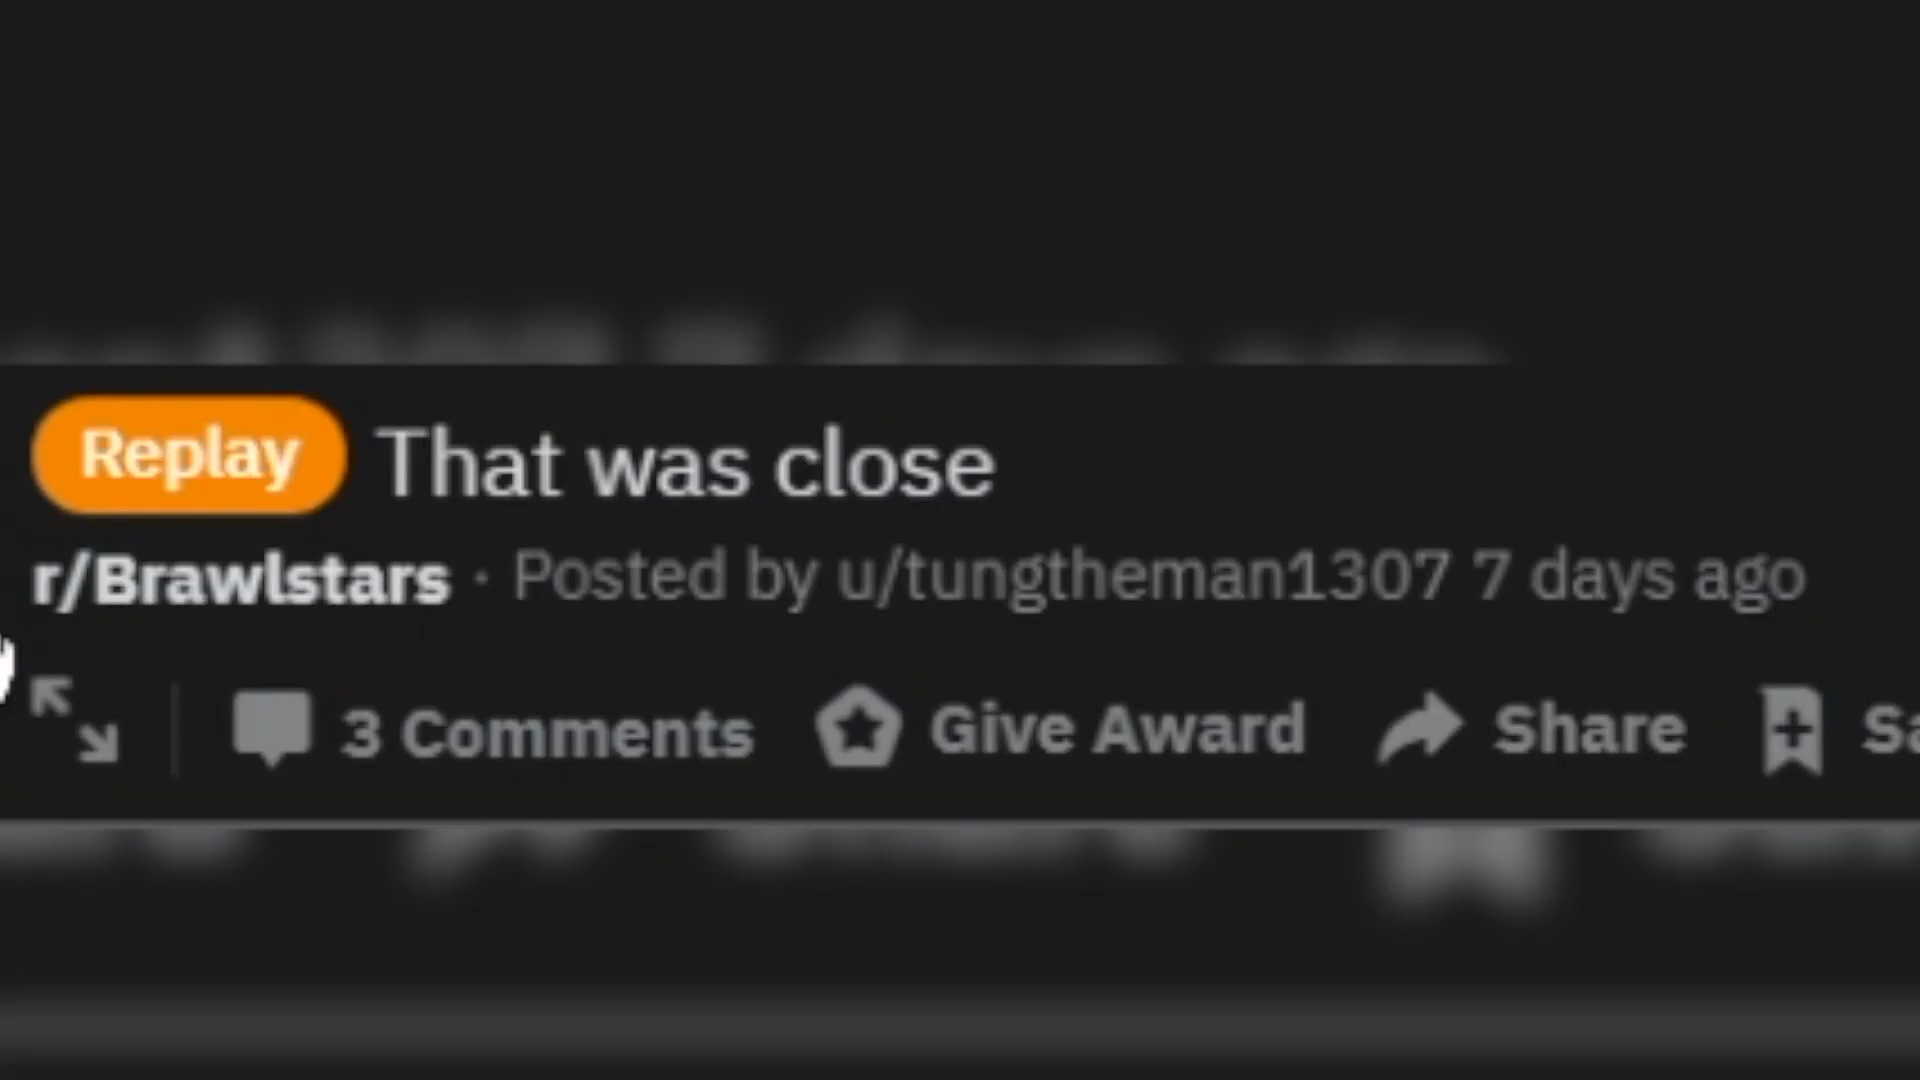 Replay That was close
r/Brawlstars · Posted by u/tungtheman1307 7 days ago
3 Comments Give Award Share Sa